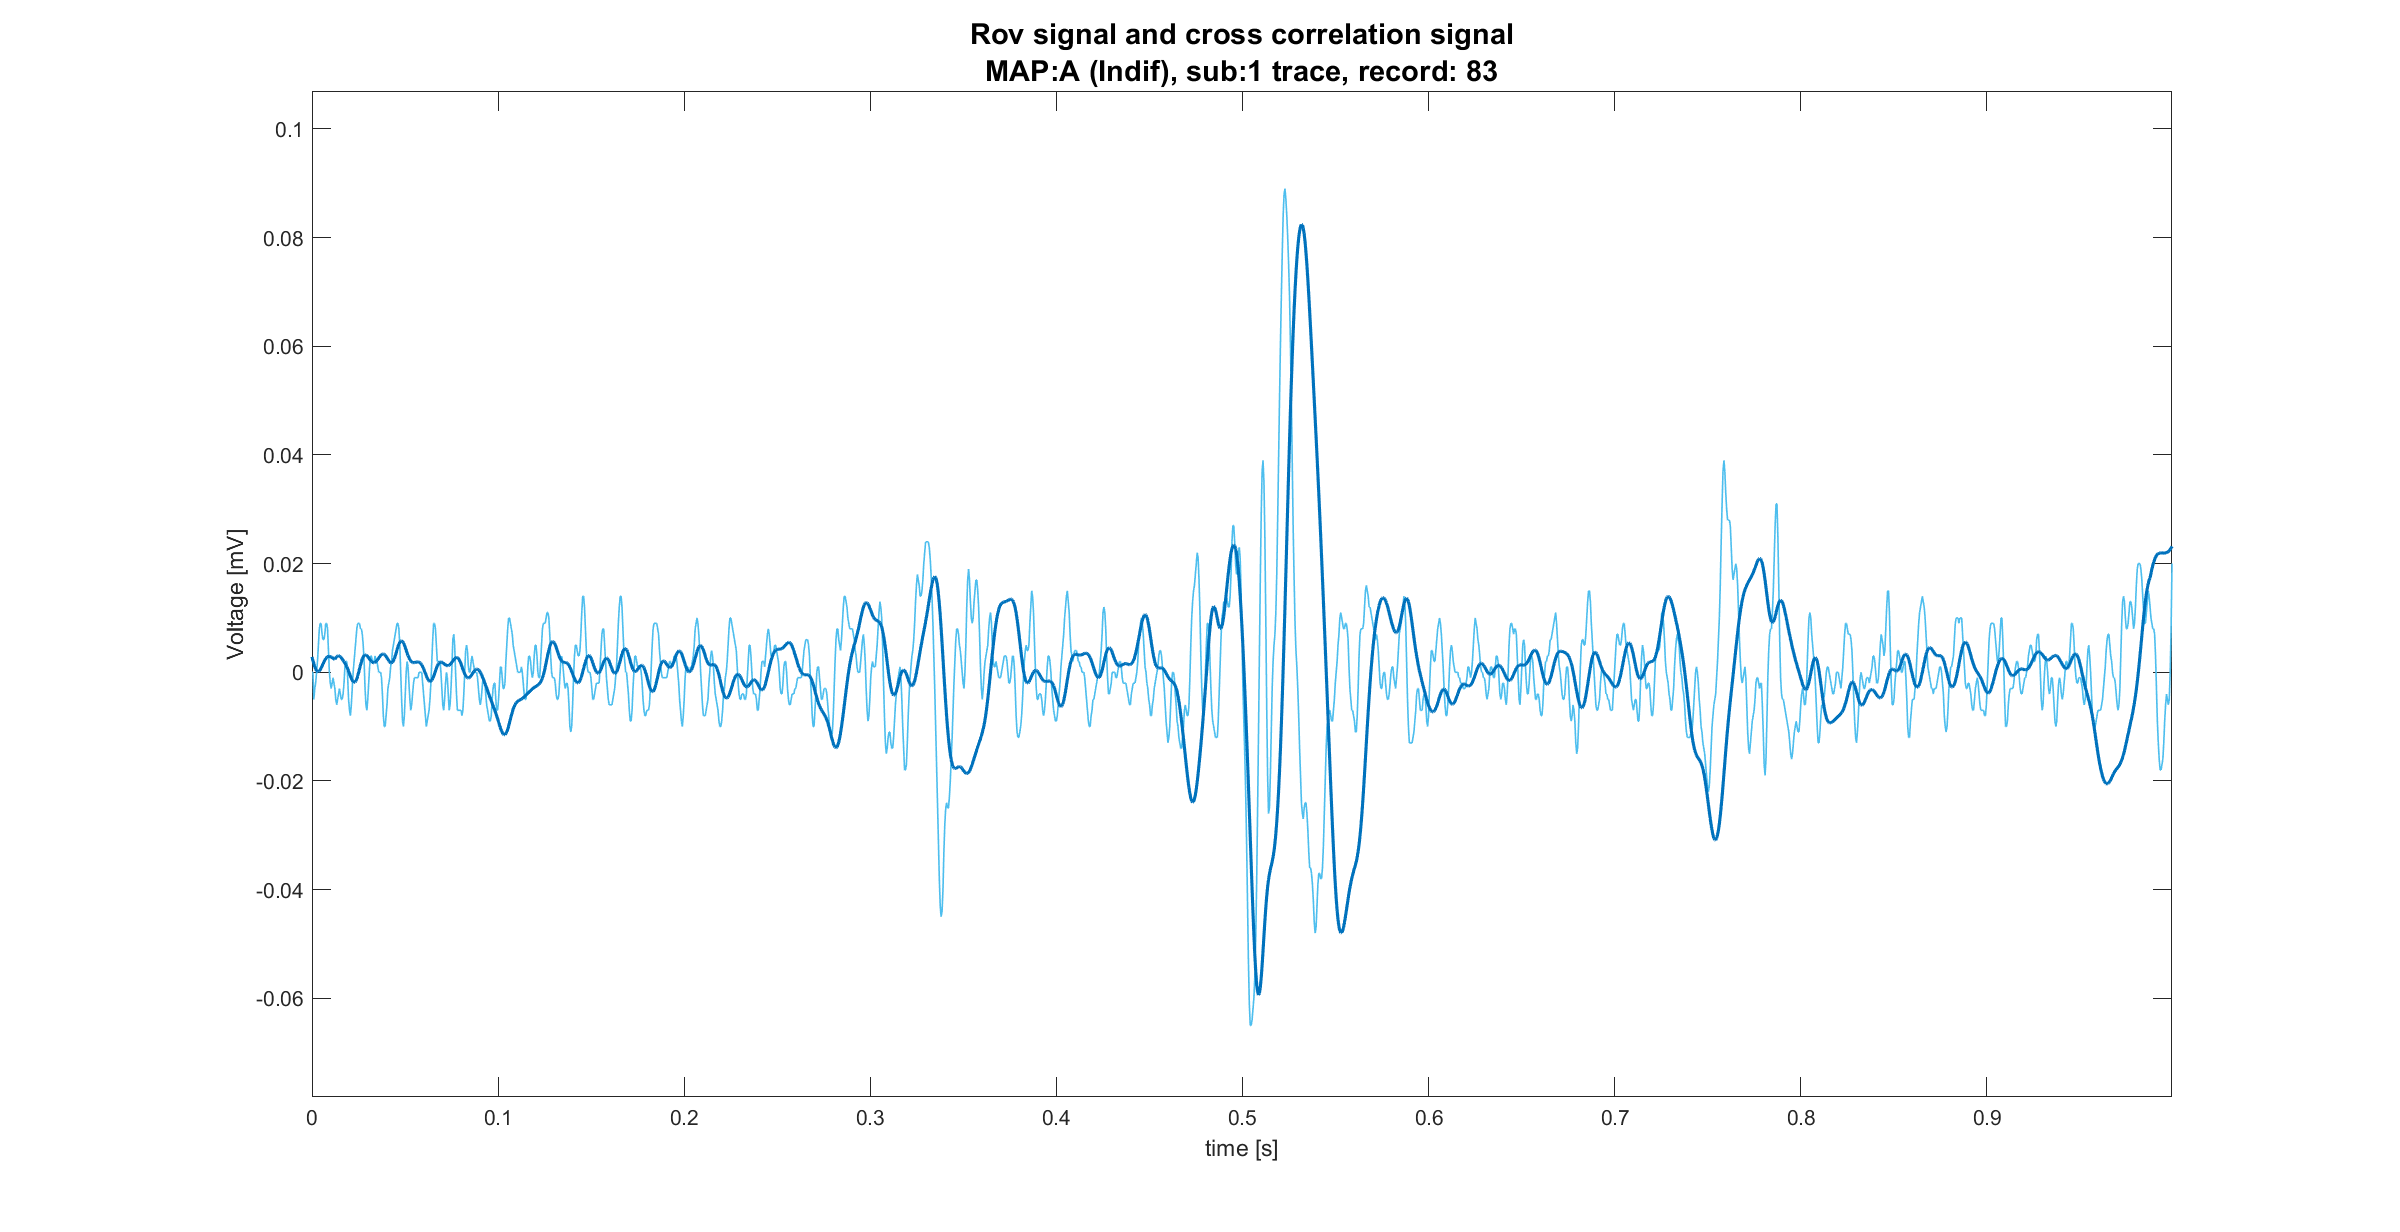 Rov signal and cross correlation signal
MAP:A (Indif), sub:1 trace, record: 83
Voltage [mV]
0.1
0.08
0.06
0.04
0.02
0
-0.02
-0.04
-0.06
0 0.1 0.2 0.3 0.4 0.5 0.6 0.7 0.8 0.9
time [s]